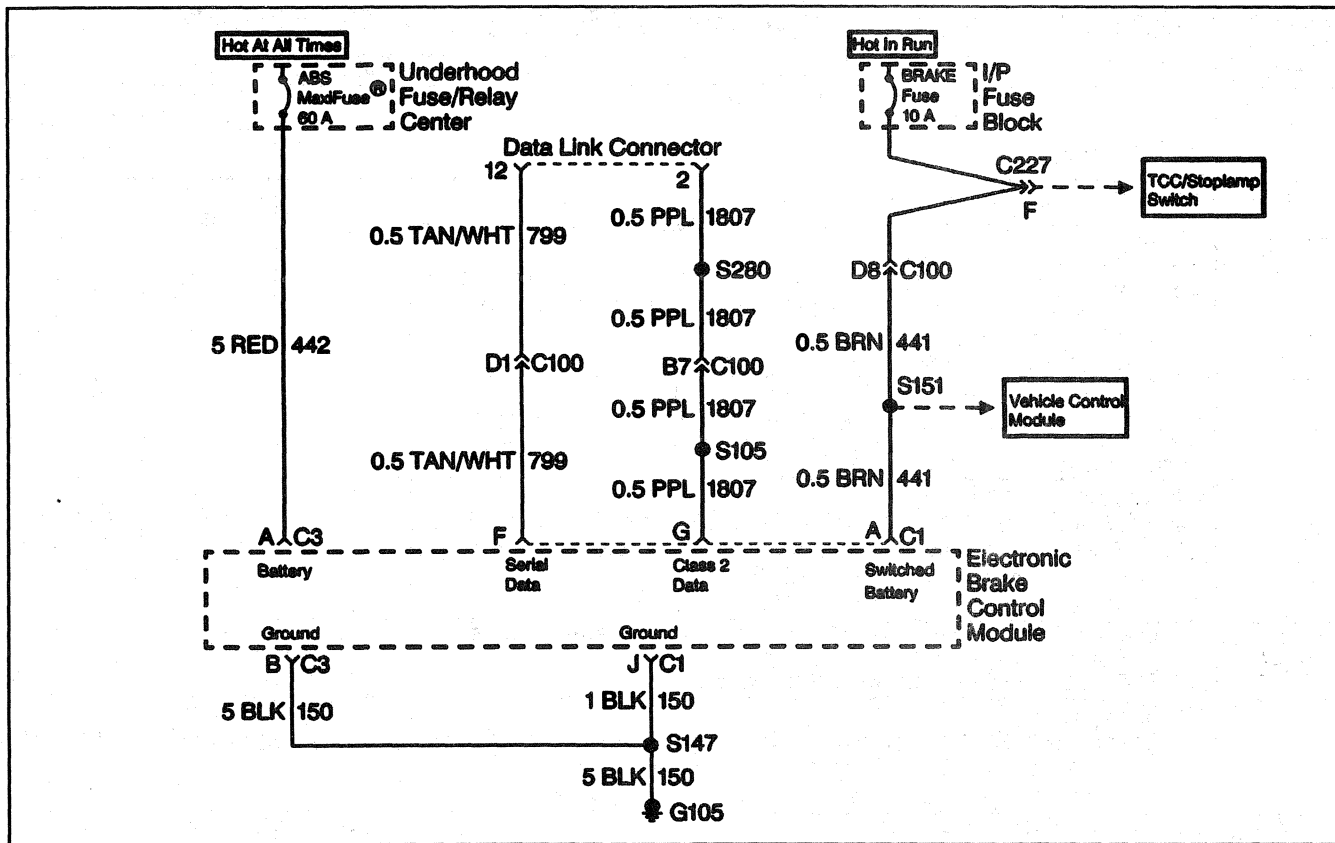 Hot At All Times
ABS
MaxiFuse®
60 A
Underhood
Fuse/Relay
Center
Hot in Run
BRAKE
Fuse
10 A
I/P
Fuse
Block
Data Link Connector
12
2
C227
F
TCC/Stoplamp
Switch
0.5 PPL 1807
0.5 TAN/WHT 799
S280
D8 C100
0.5 PPL 1807
5 RED 442
0.5 BRN 441
D1 C100
B7 C100
S151
0.5 PPL 1807
Vehicle Control
Module
S105
0.5 TAN/WHT 799
0.5 PPL 1807
0.5 BRN 441
A C3
F
G
A C1
Battery
Serial
Data
Class 2
Data
Switched
Battery
Electronic
Brake
Control
Module
Ground
Ground
B C3
J C1
5 BLK 150
1 BLK 150
S147
5 BLK 150
G105